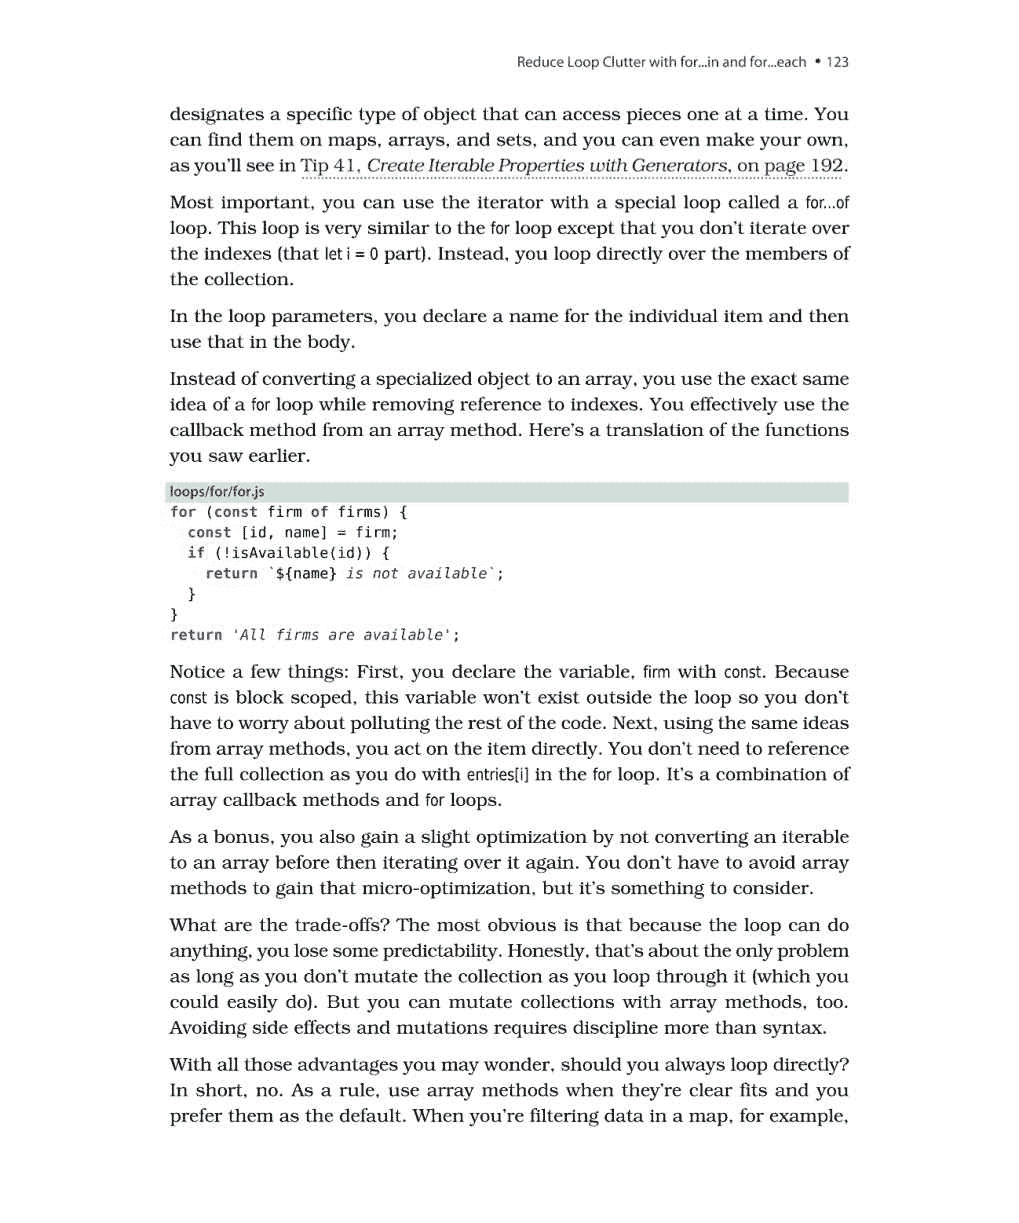 Reduce Loop Clutter with for...in and for...each • 123
designates a specific type of object that can access pieces one at a time. You
can find them on maps, arrays, and sets, and you can even make your own,
as you'll see in Tip 41, Create Iterable Properties with Generators, on page 192.
Most important, you can use the iterator with a special loop called a for...of
loop. This loop is very similar to the for loop except that you don't iterate over
the indexes (that let i = 0 part). Instead, you loop directly over the members of
the collection.
In the loop parameters, you declare a name for the individual item and then
use that in the body.
Instead of converting a specialized object to an array, you use the exact same
idea of a for loop while removing reference to indexes. You effectively use the
callback method from an array method. Here's a translation of the functions
you saw earlier.
loops/for/for.js
for (const firm of firms) {
  const [id, name] = firm;
  if (!isAvailable(id)) {
    return `${name} is not available`;
  }
}
return 'All firms are available';
Notice a few things: First, you declare the variable, firm with const. Because
const is block scoped, this variable won't exist outside the loop so you don't
have to worry about polluting the rest of the code. Next, using the same ideas
from array methods, you act on the item directly. You don't need to reference
the full collection as you do with entries[i] in the for loop. It's a combination of
array callback methods and for loops.
As a bonus, you also gain a slight optimization by not converting an iterable
to an array before then iterating over it again. You don't have to avoid array
methods to gain that micro-optimization, but it's something to consider.
What are the trade-offs? The most obvious is that because the loop can do
anything, you lose some predictability. Honestly, that's about the only problem
as long as you don't mutate the collection as you loop through it (which you
could easily do). But you can mutate collections with array methods, too.
Avoiding side effects and mutations requires discipline more than syntax.
With all those advantages you may wonder, should you always loop directly?
In short, no. As a rule, use array methods when they're clear fits and you
prefer them as the default. When you're filtering data in a map, for example,